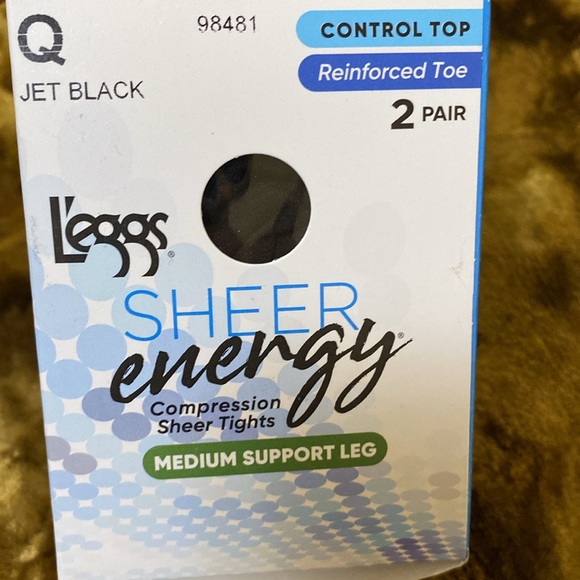 Q
98481
JET BLACK
CONTROL TOP
Reinforced Toe
2 PAIR
L'eggs®
SHEER
energy®
Compression
Sheer Tights
MEDIUM SUPPORT LEG